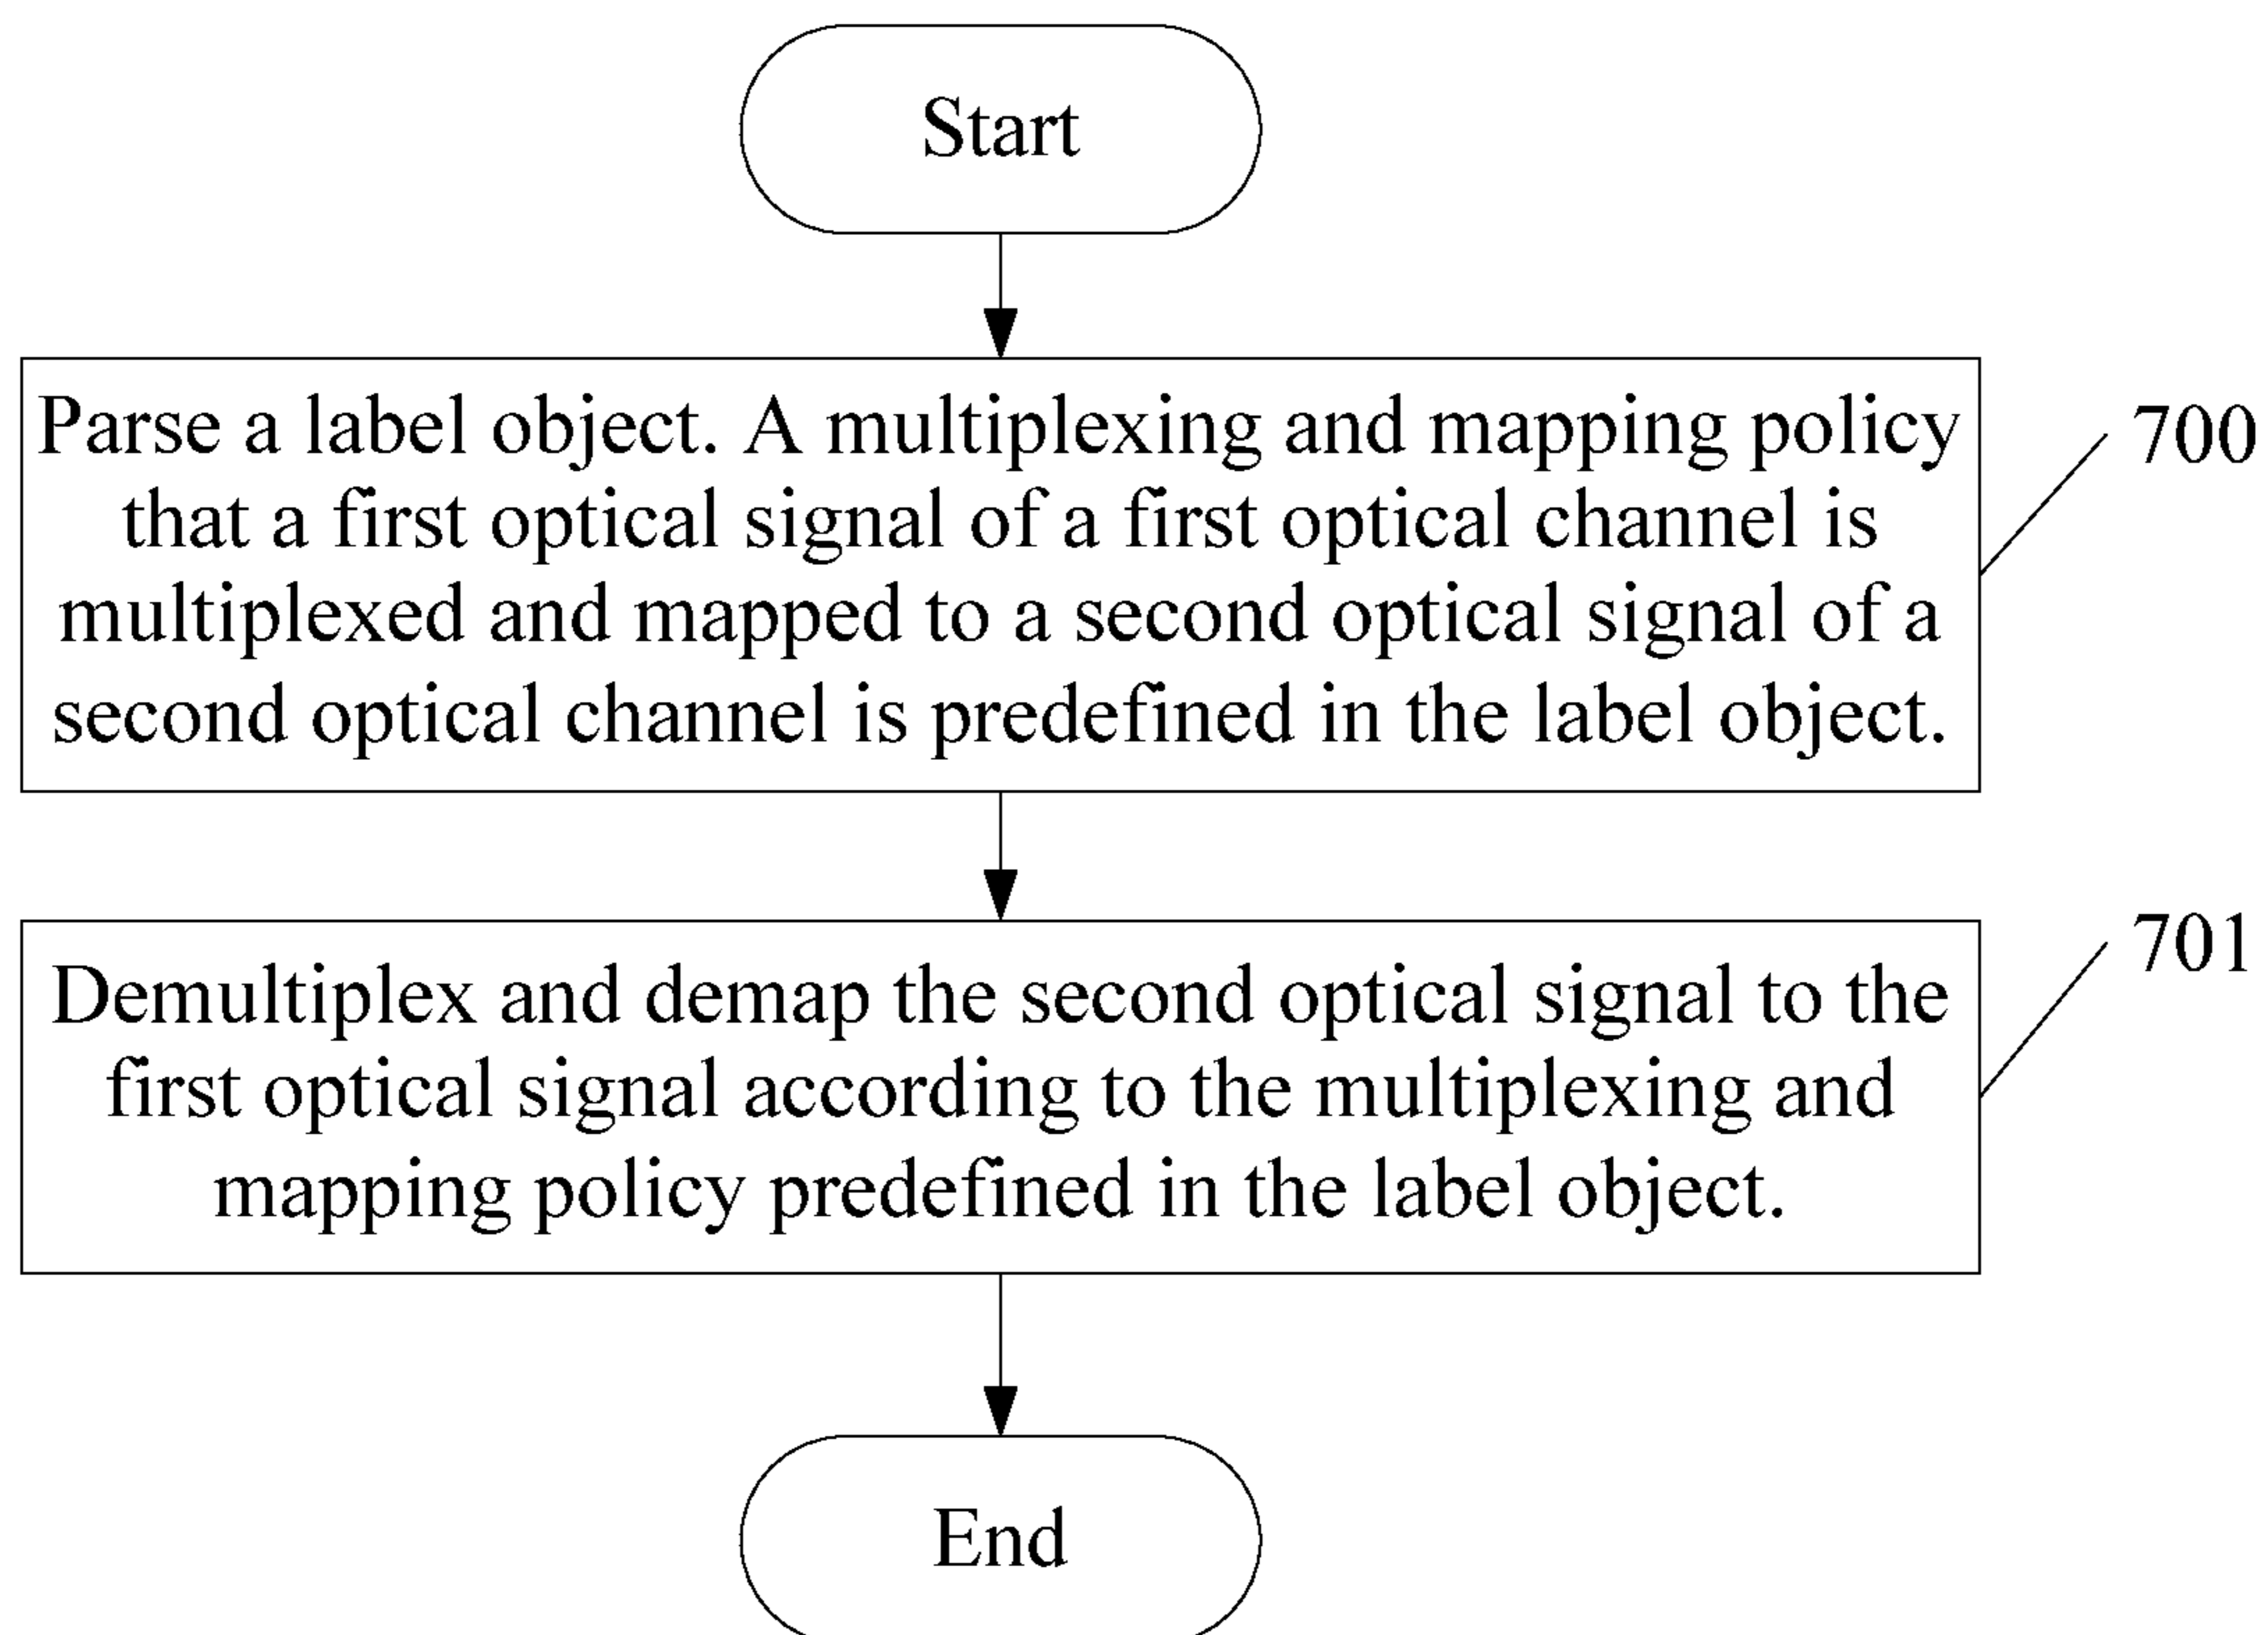 Start
Parse a label object. A multiplexing and mapping policy
that a first optical signal of a first optical channel is
multiplexed and mapped to a second optical signal of a
second optical channel is predefined in the label object.
700
Demultiplex and demap the second optical signal to the
first optical signal according to the multiplexing and
mapping policy predefined in the label object.
701
End